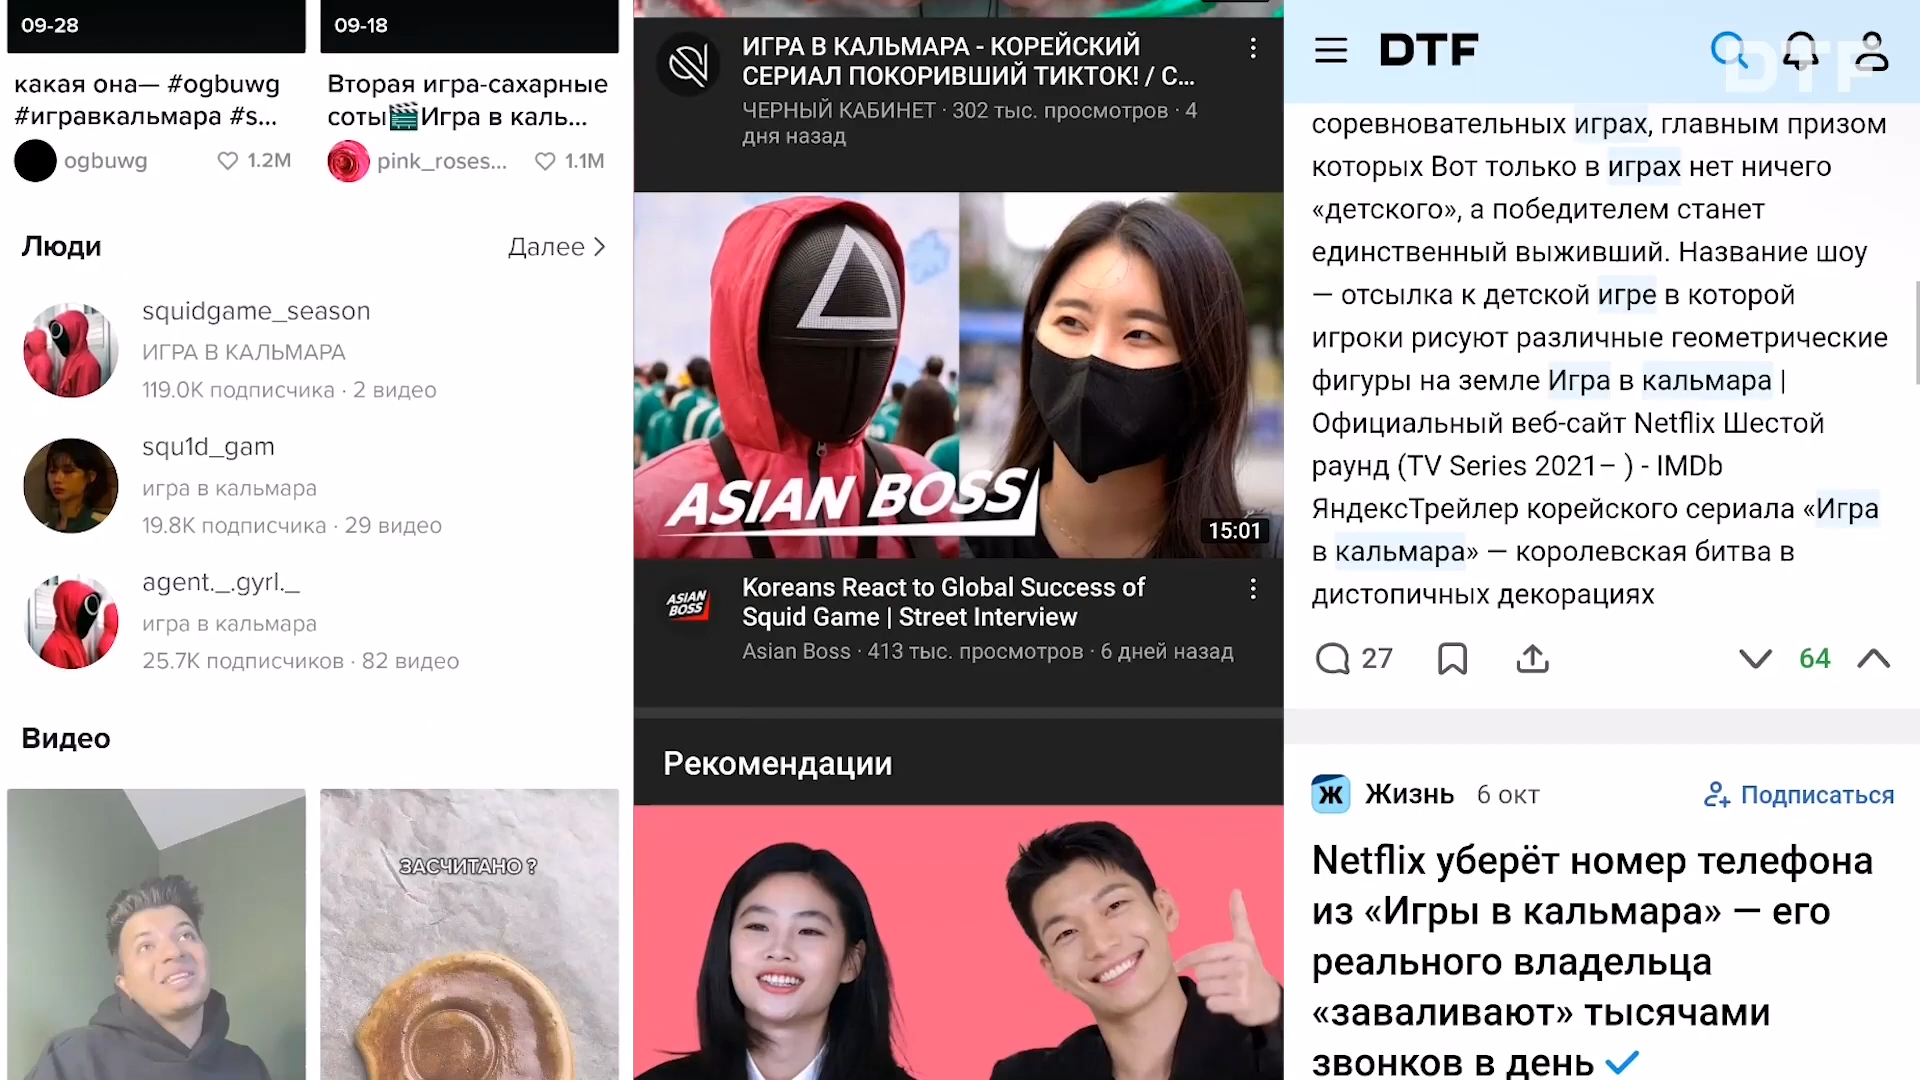 09-28
09-18
какая она— #ogbuwg
#игравкальмара #s...
ogbuwg
1.2M
Вторая игра-сахарные
соты🎬Игра в каль...
pink_roses...
1.1M
Люди
Далее
squidgame_season
ИГРА В КАЛЬМАРА
119.0K подписчика · 2 видео
squ1d_gam
игра в кальмара
19.8K подписчика · 29 видео
agent._.gyrl._
игра в кальмара
25.7K подписчиков · 82 видео
Видео
ЗАСЧИТАНО ?
ИГРА В КАЛЬМАРА - КОРЕЙСКИЙ
СЕРИАЛ ПОКОРИВШИЙ ТИКТОК! / С...
ЧЕРНЫЙ КАБИНЕТ · 302 тыс. просмотров · 4
дня назад
ASIAN BOSS
15:01
ASIAN
BOSS
Koreans React to Global Success of
Squid Game | Street Interview
Asian Boss · 413 тыс. просмотров · 6 дней назад
Рекомендации
DTF
DTF
соревновательных играх, главным призом
которых Вот только в играх нет ничего
«детского», а победителем станет
единственный выживший. Название шоу
— отсылка к детской игре в которой
игроки рисуют различные геометрические
фигуры на земле Игра в кальмара |
Официальный веб-сайт Netflix Шестой
раунд (TV Series 2021– ) - IMDb
ЯндексТрейлер корейского сериала «Игра
в кальмара» — королевская битва в
дистопичных декорациях
27
64
Ж
Жизнь
6 окт
Подписаться
Netflix уберёт номер телефона
из «Игры в кальмара» — его
реального владельца
«заваливают» тысячами
звонков в день